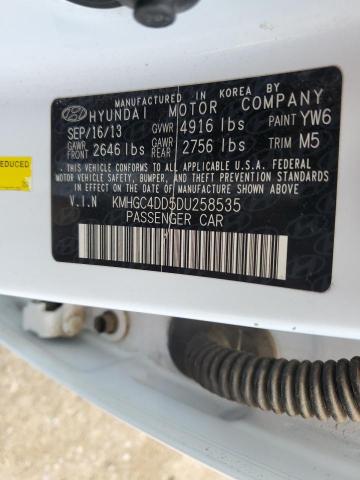 MANUFACTURED IN KOREA BY
HYUNDAI MOTOR COMPANY
SEP/16/13 GVWR 4916 lbs PAINT YW6
GAWR FRONT 2646 lbs GAWR REAR 2756 lbs TRIM M5
THIS VEHICLE CONFORMS TO ALL APPLICABLE U.S.A. FEDERAL
MOTOR VEHICLE SAFETY, BUMPER, AND THEFT PREVENTION
STANDARDS IN EFFECT ON THE DATE OF MANUFACTURE SHOWN ABOVE.
V.I.N KMHGC4DD5DU258535
PASSENGER CAR
REDUCED